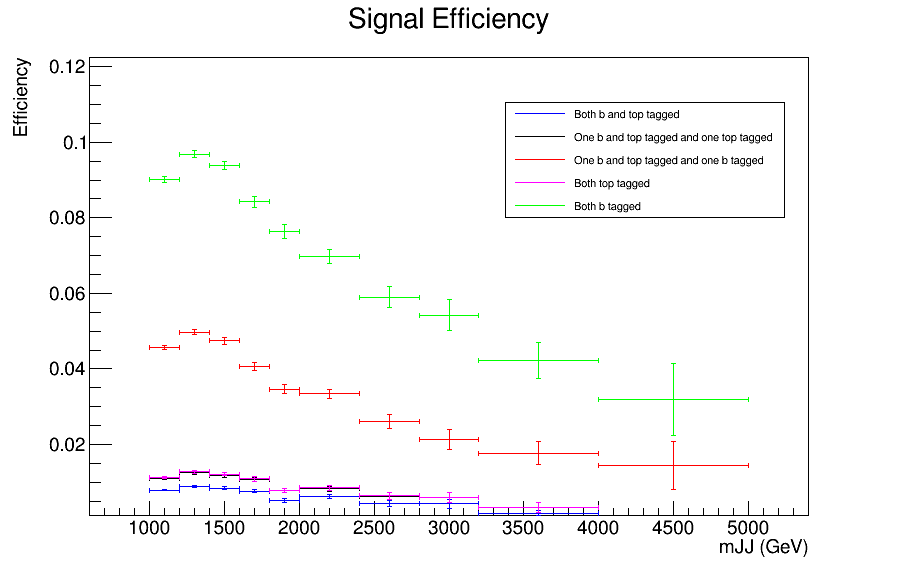 Signal Efficiency
Efficiency
0.12
0.1
0.08
0.06
0.04
0.02
Both b and top tagged
One b and top tagged and one top tagged
One b and top tagged and one b tagged
Both top tagged
Both b tagged
1000 1500 2000 2500 3000 3500 4000 4500 5000
mJJ (GeV)